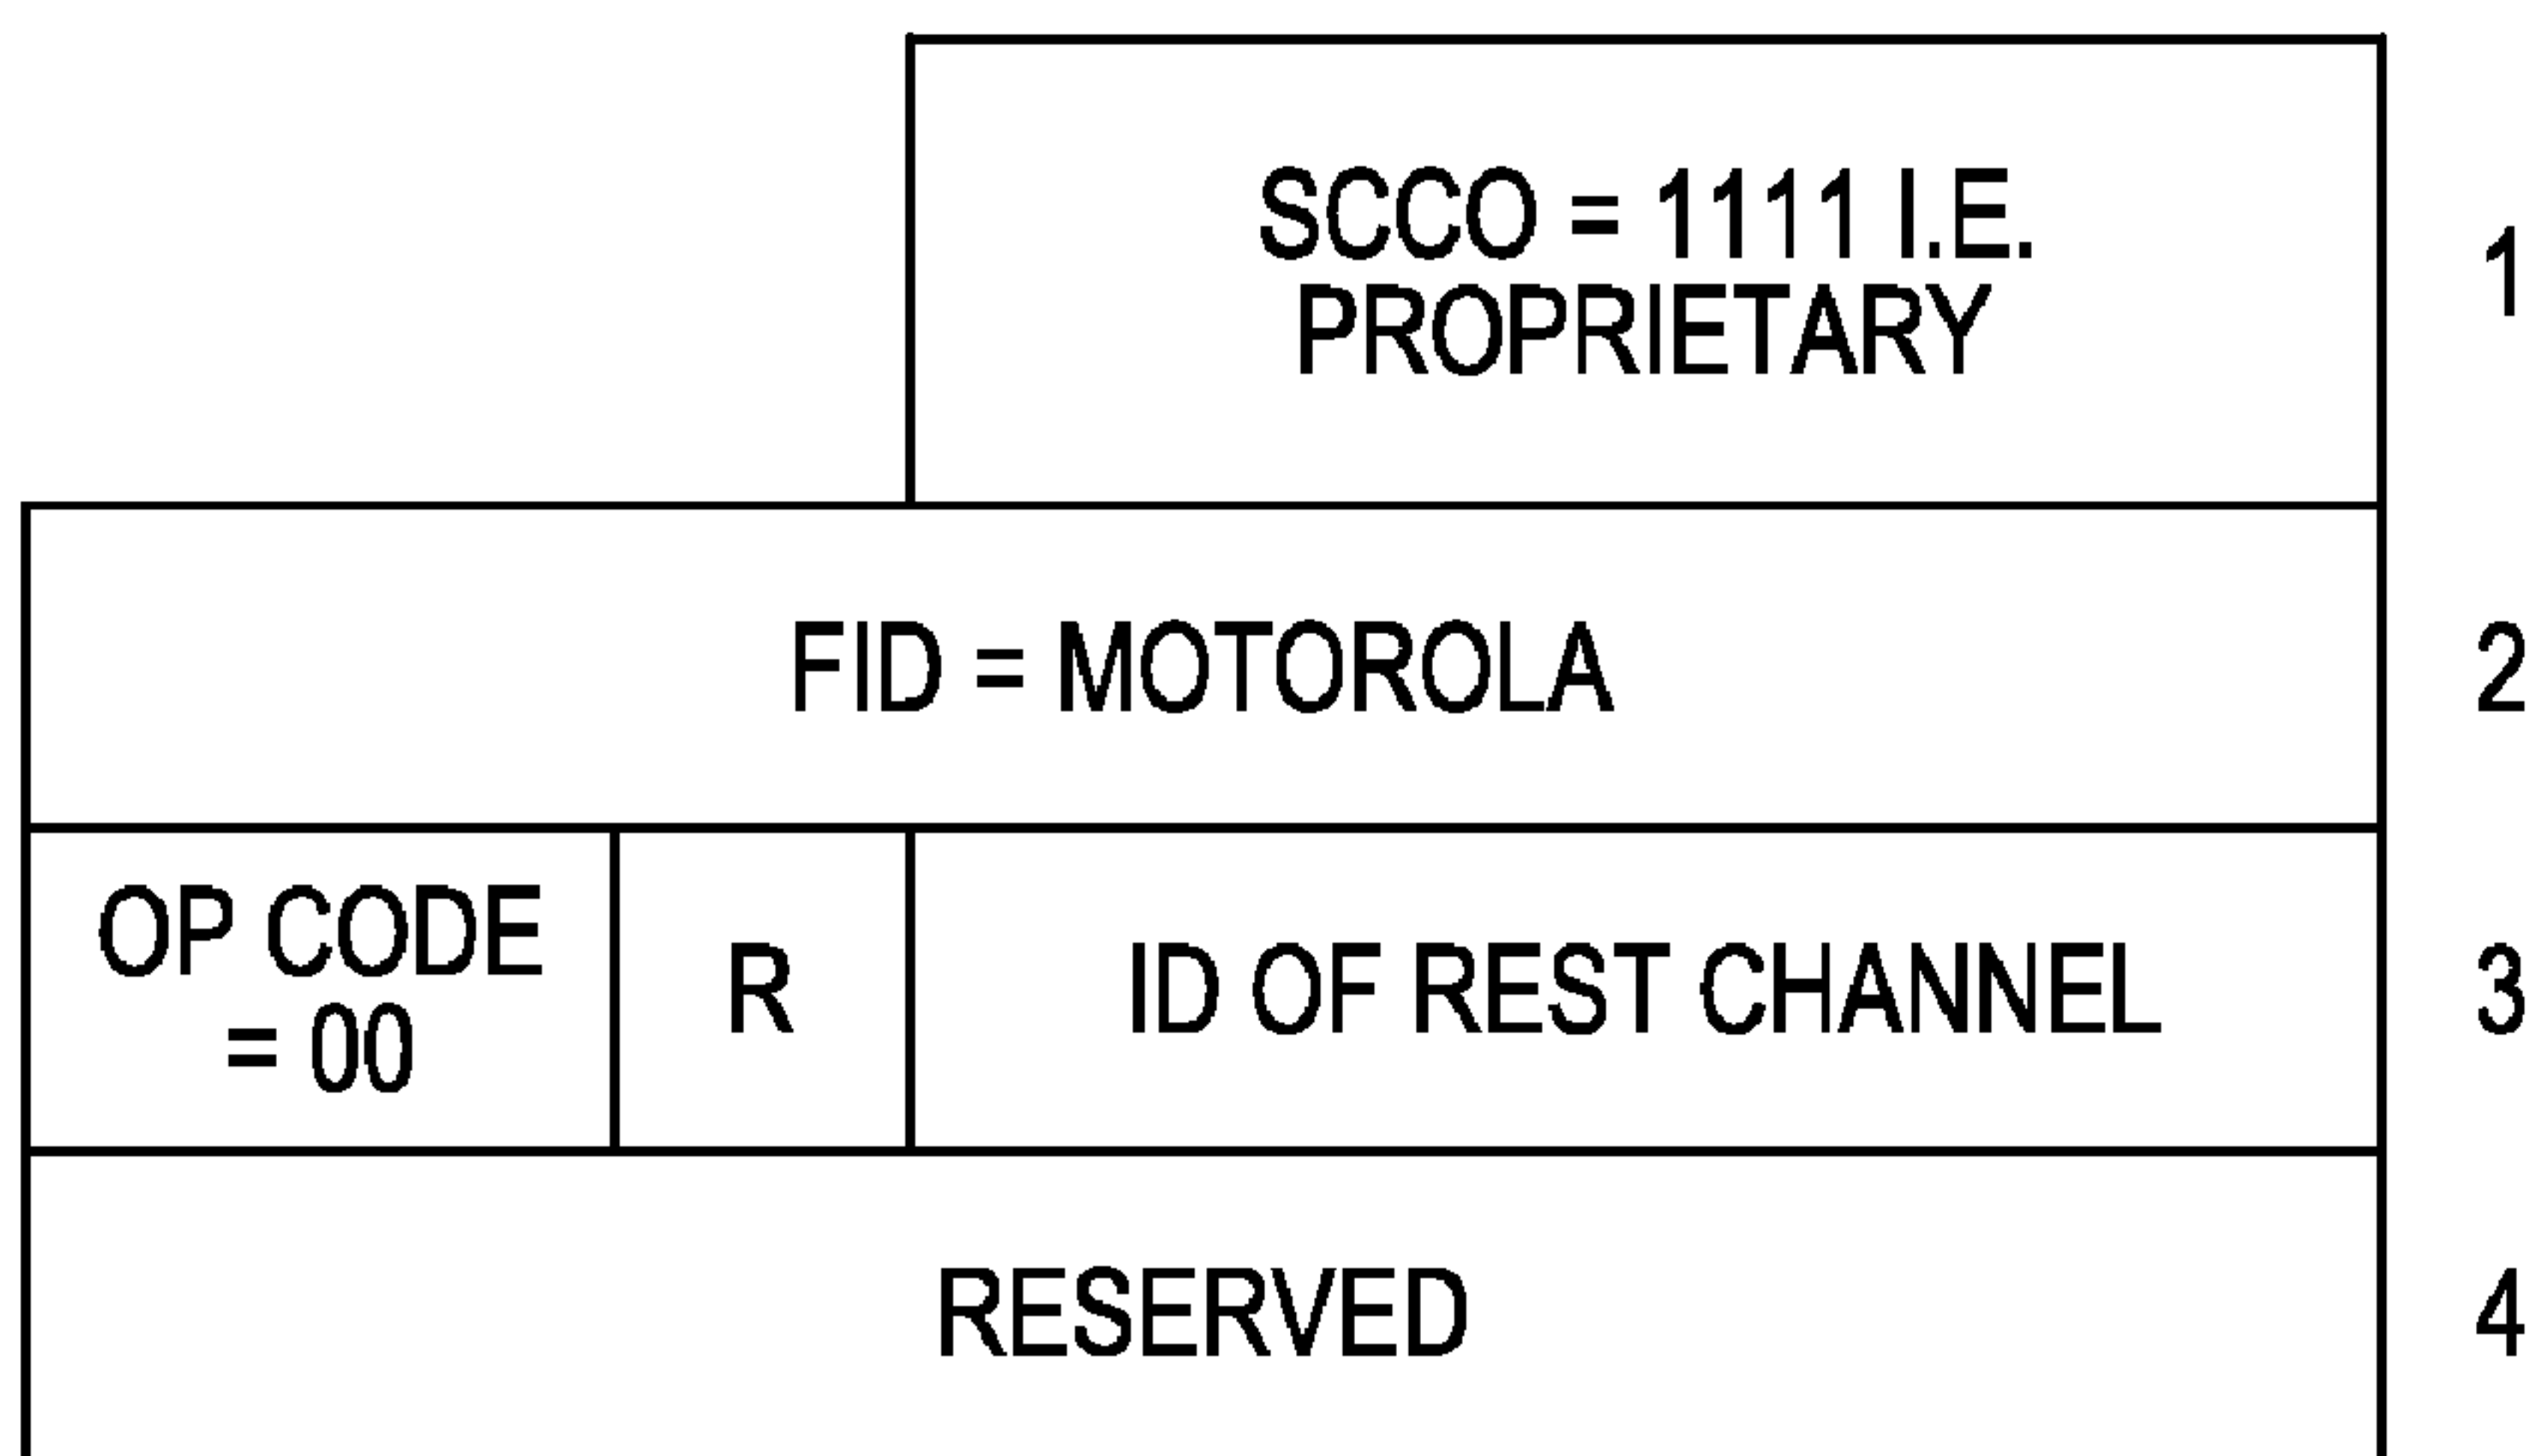 SCCO = 1111 I.E.
PROPRIETARY
1
FID = MOTOROLA
2
OP CODE
= 00
R
ID OF REST CHANNEL
3
RESERVED
4